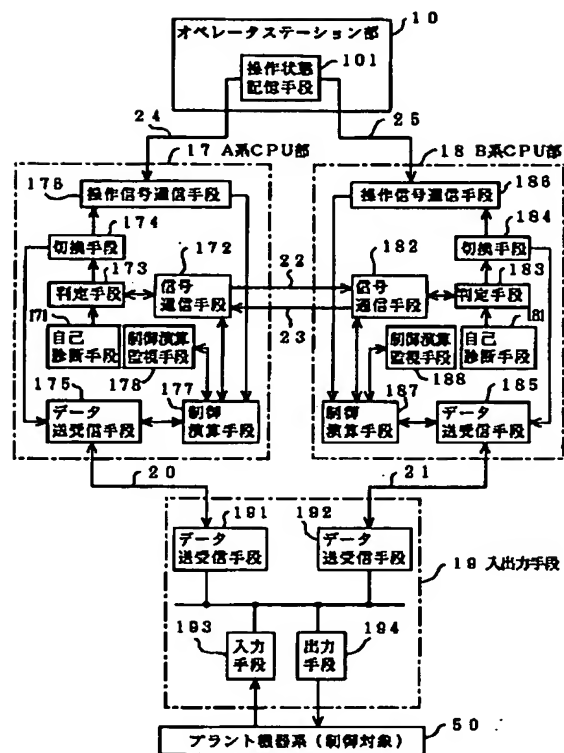 オペレータステーション部
10
操作状態
記憶手段
101
24
25
17 A系CPU部
18 B系CPU部
176
操作信号通信手段
操作信号通信手段
186
174
切換手段
172
182
切換手段
184
173
判定手段
信号
通信手段
22
信号
通信手段
判定手段
183
23
171
自己
診断手段
制御演算
監視手段
178
制御演算
監視手段
188
自己
診断手段
181
175
データ
送受信手段
177
制御
演算手段
制御
演算手段
187
データ
送受信手段
185
20
21
191
データ
送受信手段
192
データ
送受信手段
19 入出力手段
193
入力
手段
出力
手段
194
プラント機器系(制御対象)
50